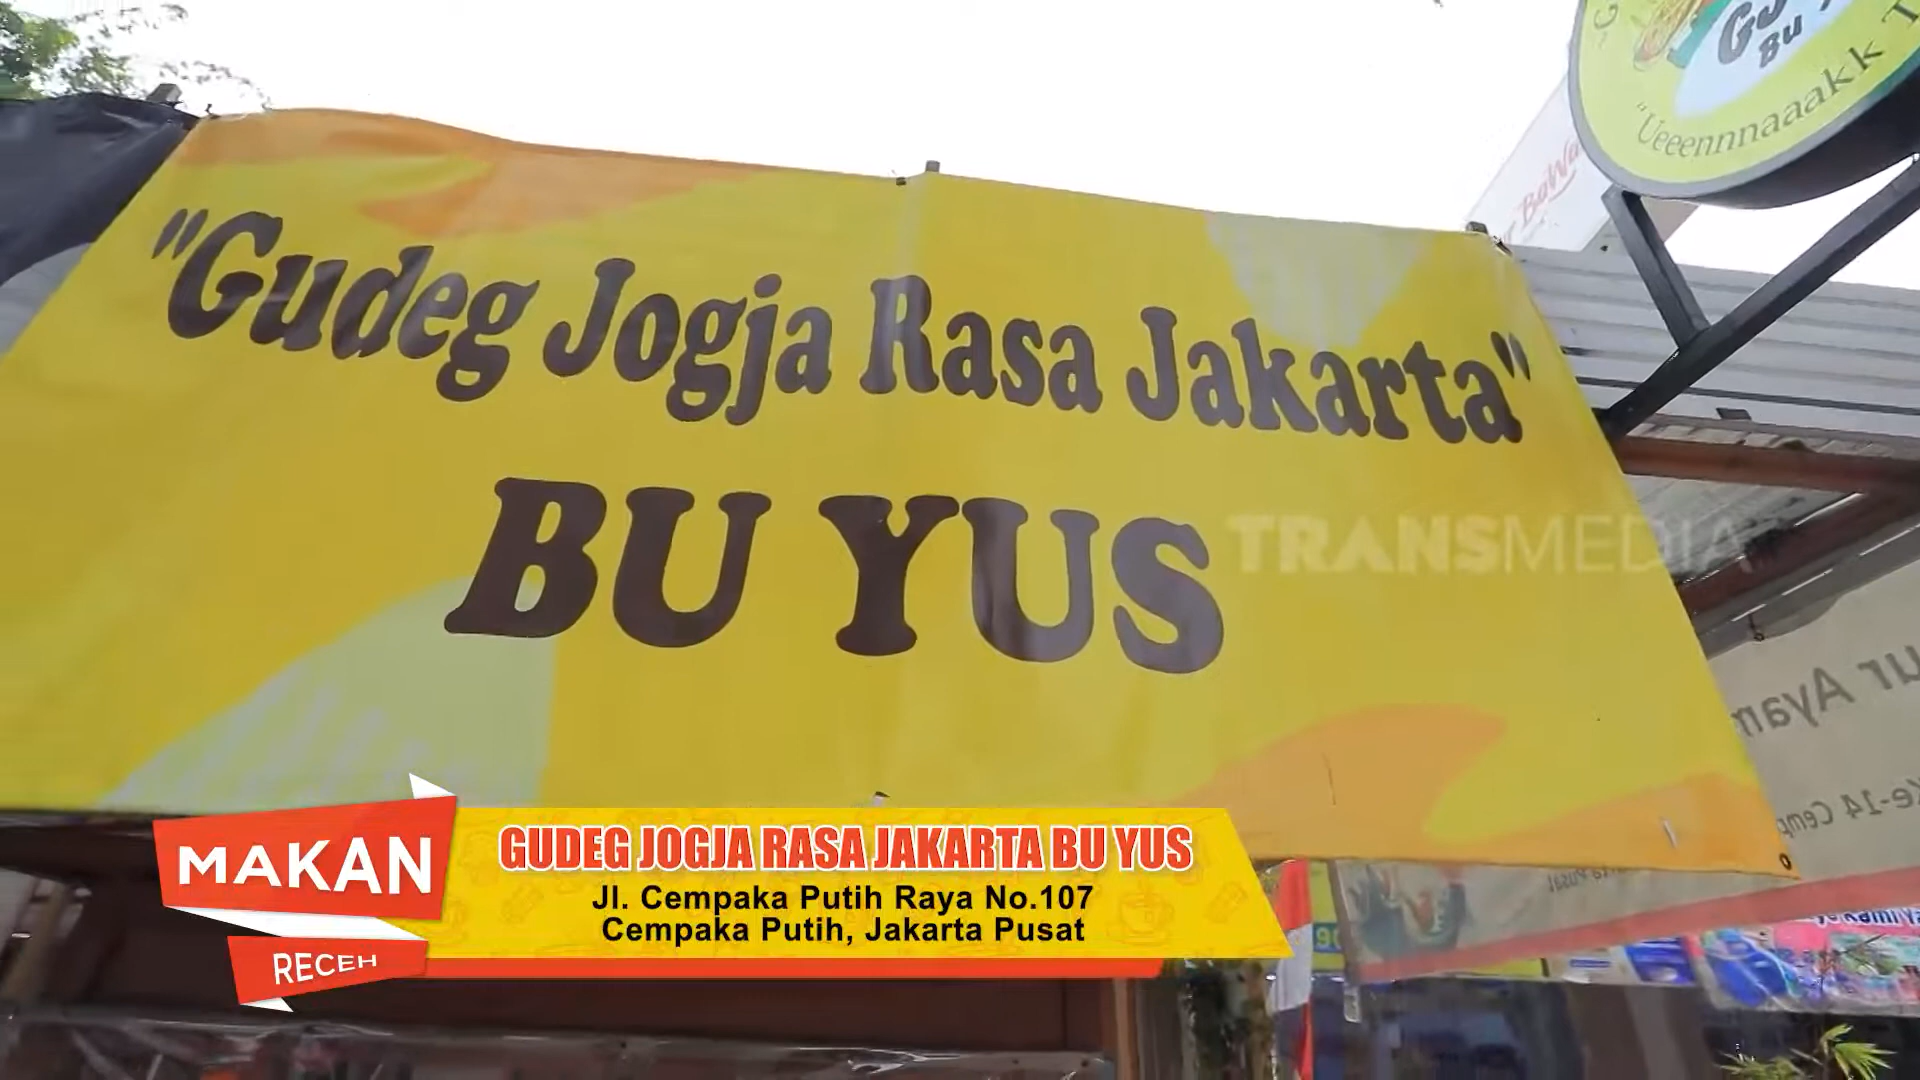 "Gudeg Jogja Rasa Jakarta"
BU YUS
Bu
"Ueeennnaaakk
TRANSMEDIA
MAKAN
RECEH
GUDEG JOGJA RASA JAKARTA BU YUS
Jl. Cempaka Putih Raya No.107
Cempaka Putih, Jakarta Pusat